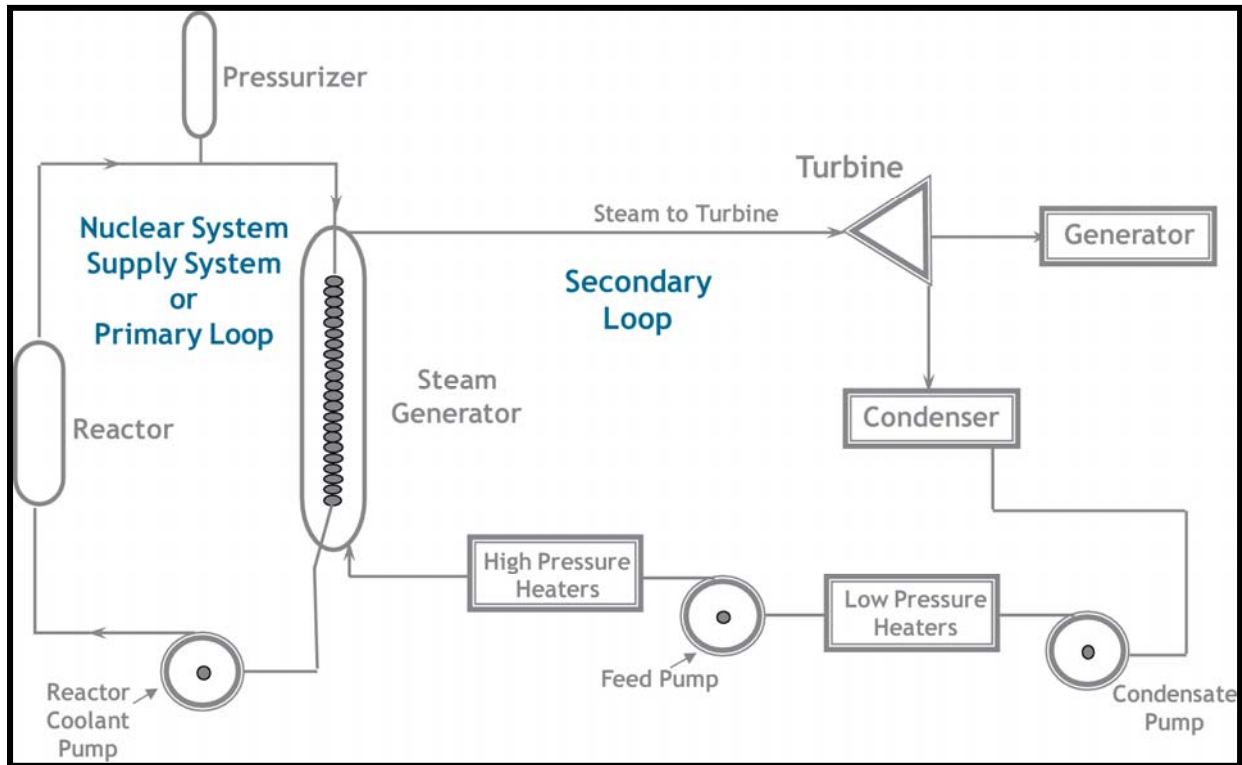 Pressurizer
Turbine
Steam to Turbine
Nuclear System
Supply System
or
Primary Loop
Generator
Secondary
Loop
Steam
Generator
Condenser
Reactor
High Pressure
Heaters
Low Pressure
Heaters
Feed Pump
Reactor
Coolant
Pump
Condensate
Pump